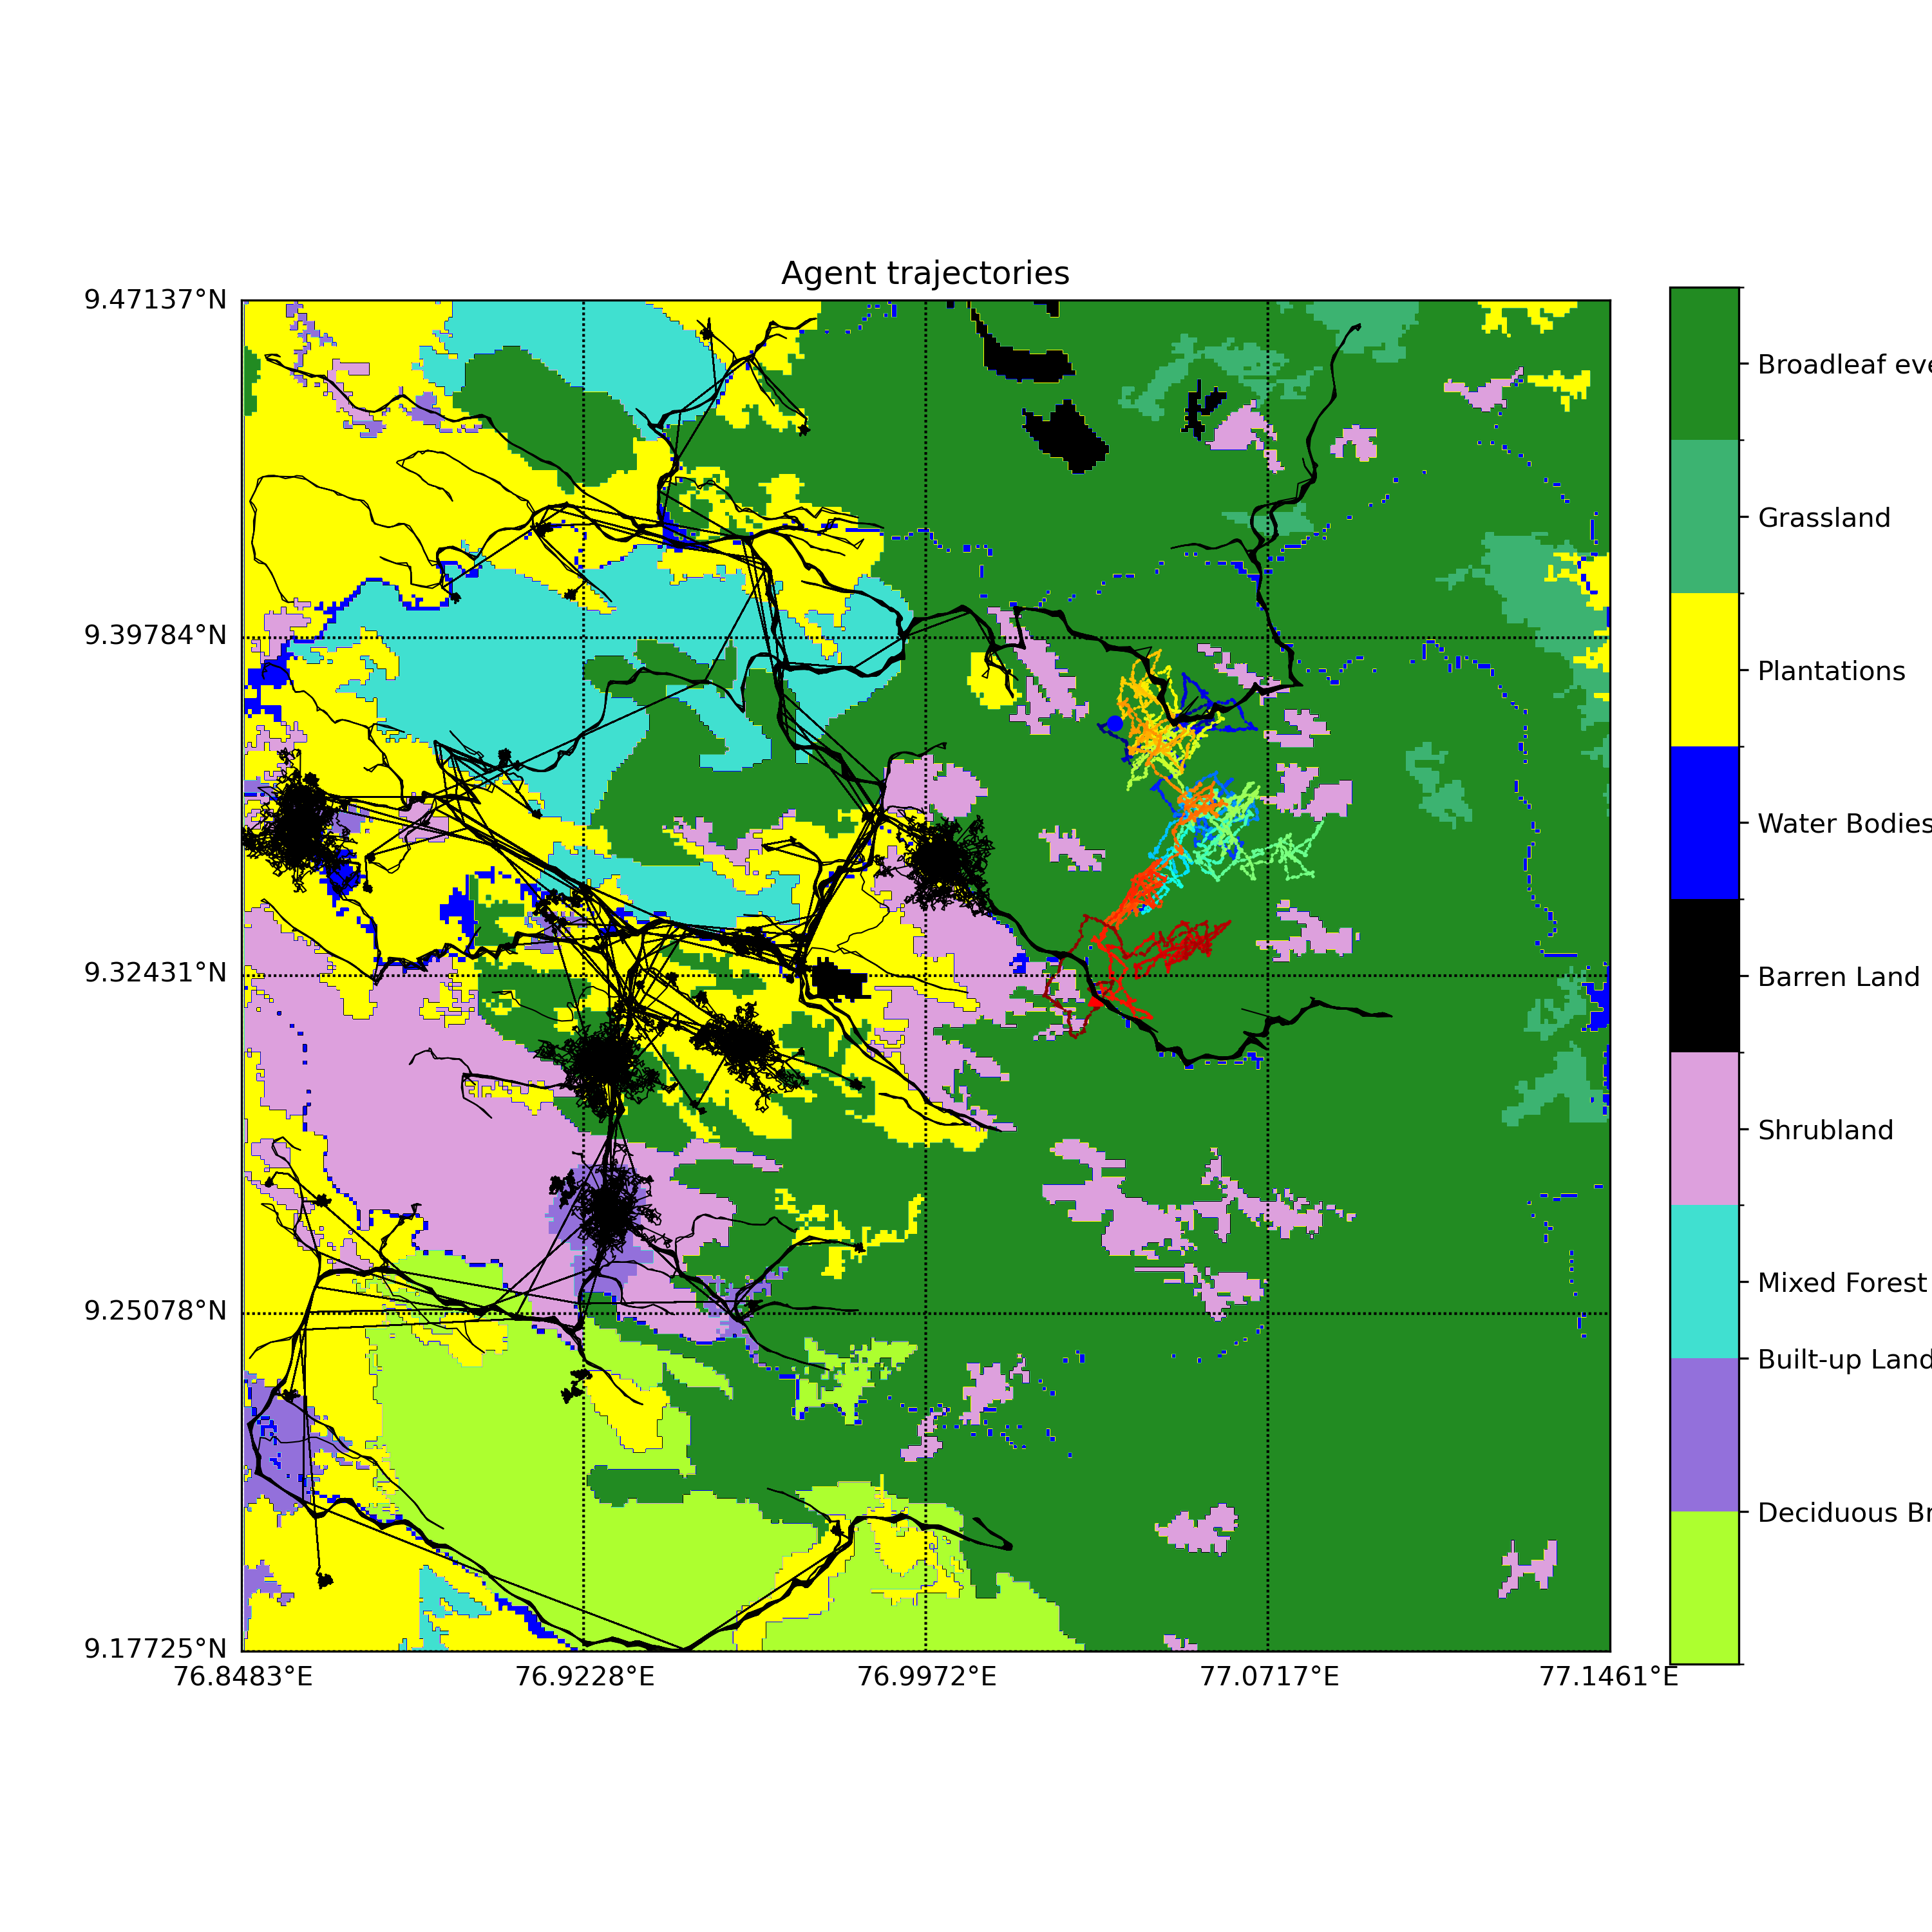 Agent trajectories
9.47137°N
9.39784°N
9.32431°N
9.25078°N
9.17725°N
76.8483°E
76.9228°E
76.9972°E
77.0717°E
77.1461°E
Broadleaf eve
Grassland
Plantations
Water Bodies
Barren Land
Shrubland
Mixed Forest
Built-up Land
Deciduous Br